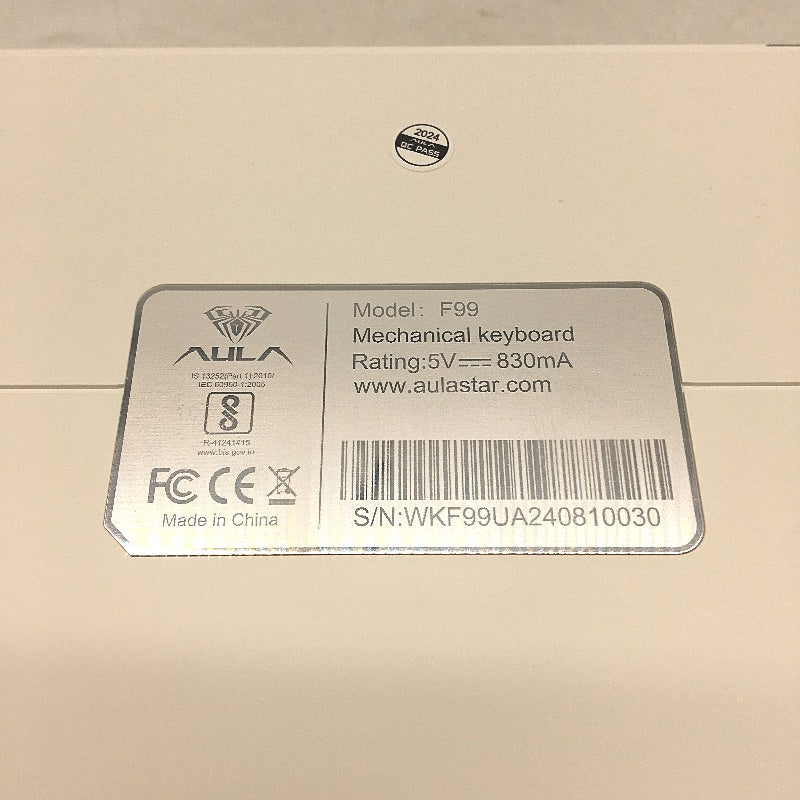 2024
AULA
QC PASS
AULA
IS 13252(Part 1):2010/
IEC 60950-1:2005
R-41241415
www.bis.gov.in
FC CE
Made in China
Model: F99
Mechanical keyboard
Rating:5V⎓830mA
www.aulastar.com
S/N:WKF99UA240810030